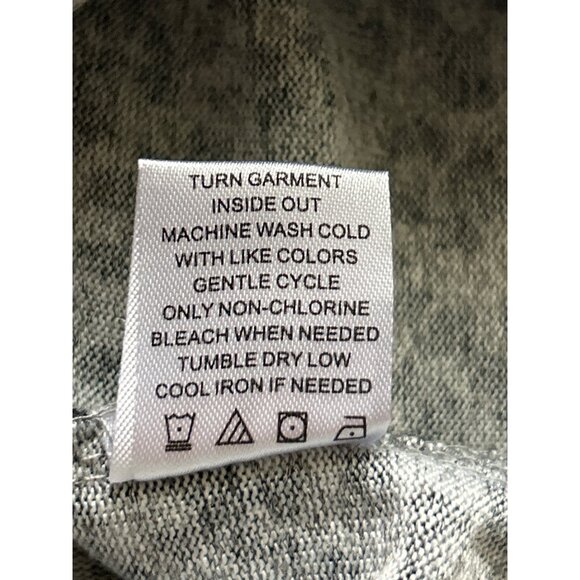 TURN GARMENT
INSIDE OUT
MACHINE WASH COLD
WITH LIKE COLORS
GENTLE CYCLE
ONLY NON-CHLORINE
BLEACH WHEN NEEDED
TUMBLE DRY LOW
COOL IRON IF NEEDED